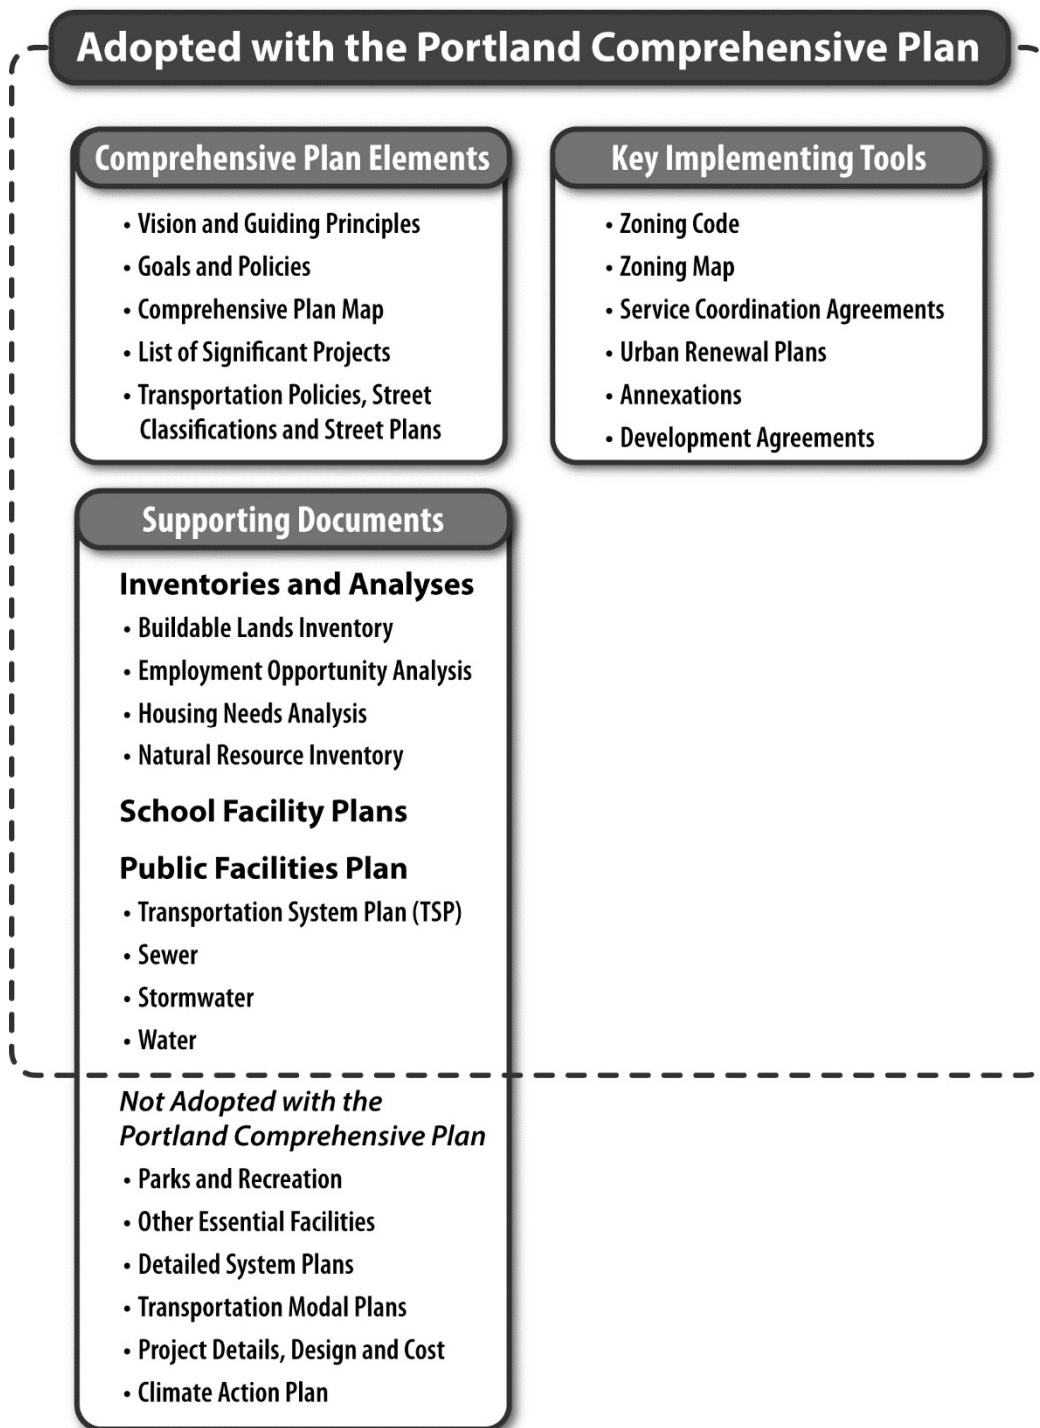 Adopted with the Portland Comprehensive Plan
Comprehensive Plan Elements
• Vision and Guiding Principles
• Goals and Policies
• Comprehensive Plan Map
• List of Significant Projects
• Transportation Policies, Street
Classifications and Street Plans
Key Implementing Tools
• Zoning Code
• Zoning Map
• Service Coordination Agreements
• Urban Renewal Plans
• Annexations
• Development Agreements
Supporting Documents
Inventories and Analyses
• Buildable Lands Inventory
• Employment Opportunity Analysis
• Housing Needs Analysis
• Natural Resource Inventory
School Facility Plans
Public Facilities Plan
• Transportation System Plan (TSP)
• Sewer
• Stormwater
• Water
Not Adopted with the
Portland Comprehensive Plan
• Parks and Recreation
• Other Essential Facilities
• Detailed System Plans
• Transportation Modal Plans
• Project Details, Design and Cost
• Climate Action Plan